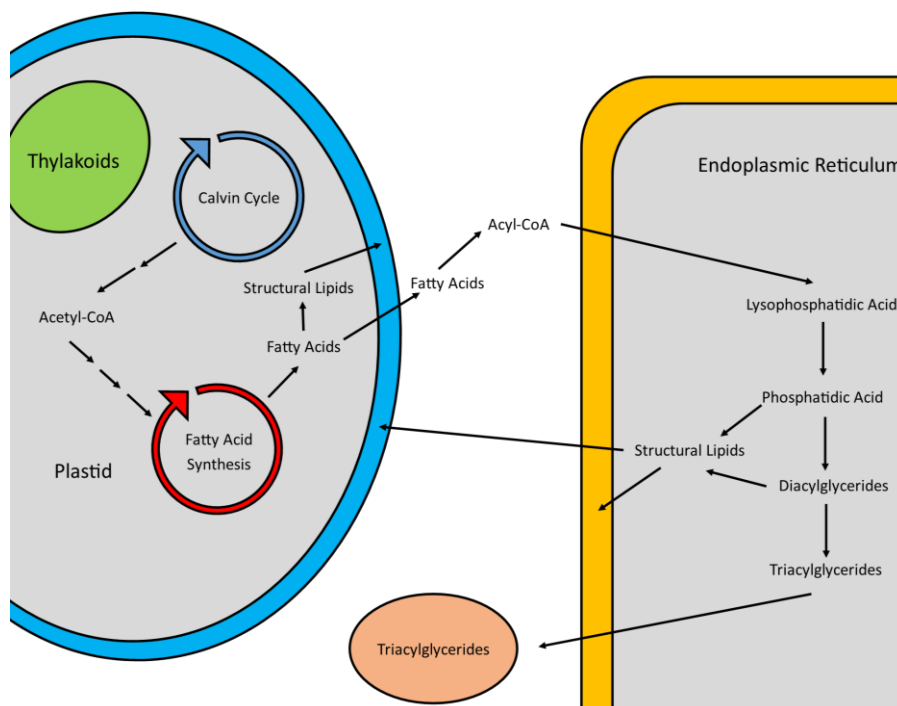 Thylakoids
Calvin Cycle
Endoplasmic Reticulum
Acyl-CoA
Structural Lipids
Fatty Acids
Lysophosphatidic Acid
Acetyl-CoA
Fatty Acids
Phosphatidic Acid
Fatty Acid
Synthesis
Structural Lipids
Plastid
Diacylglycerides
Triacylglycerides
Triacylglycerides